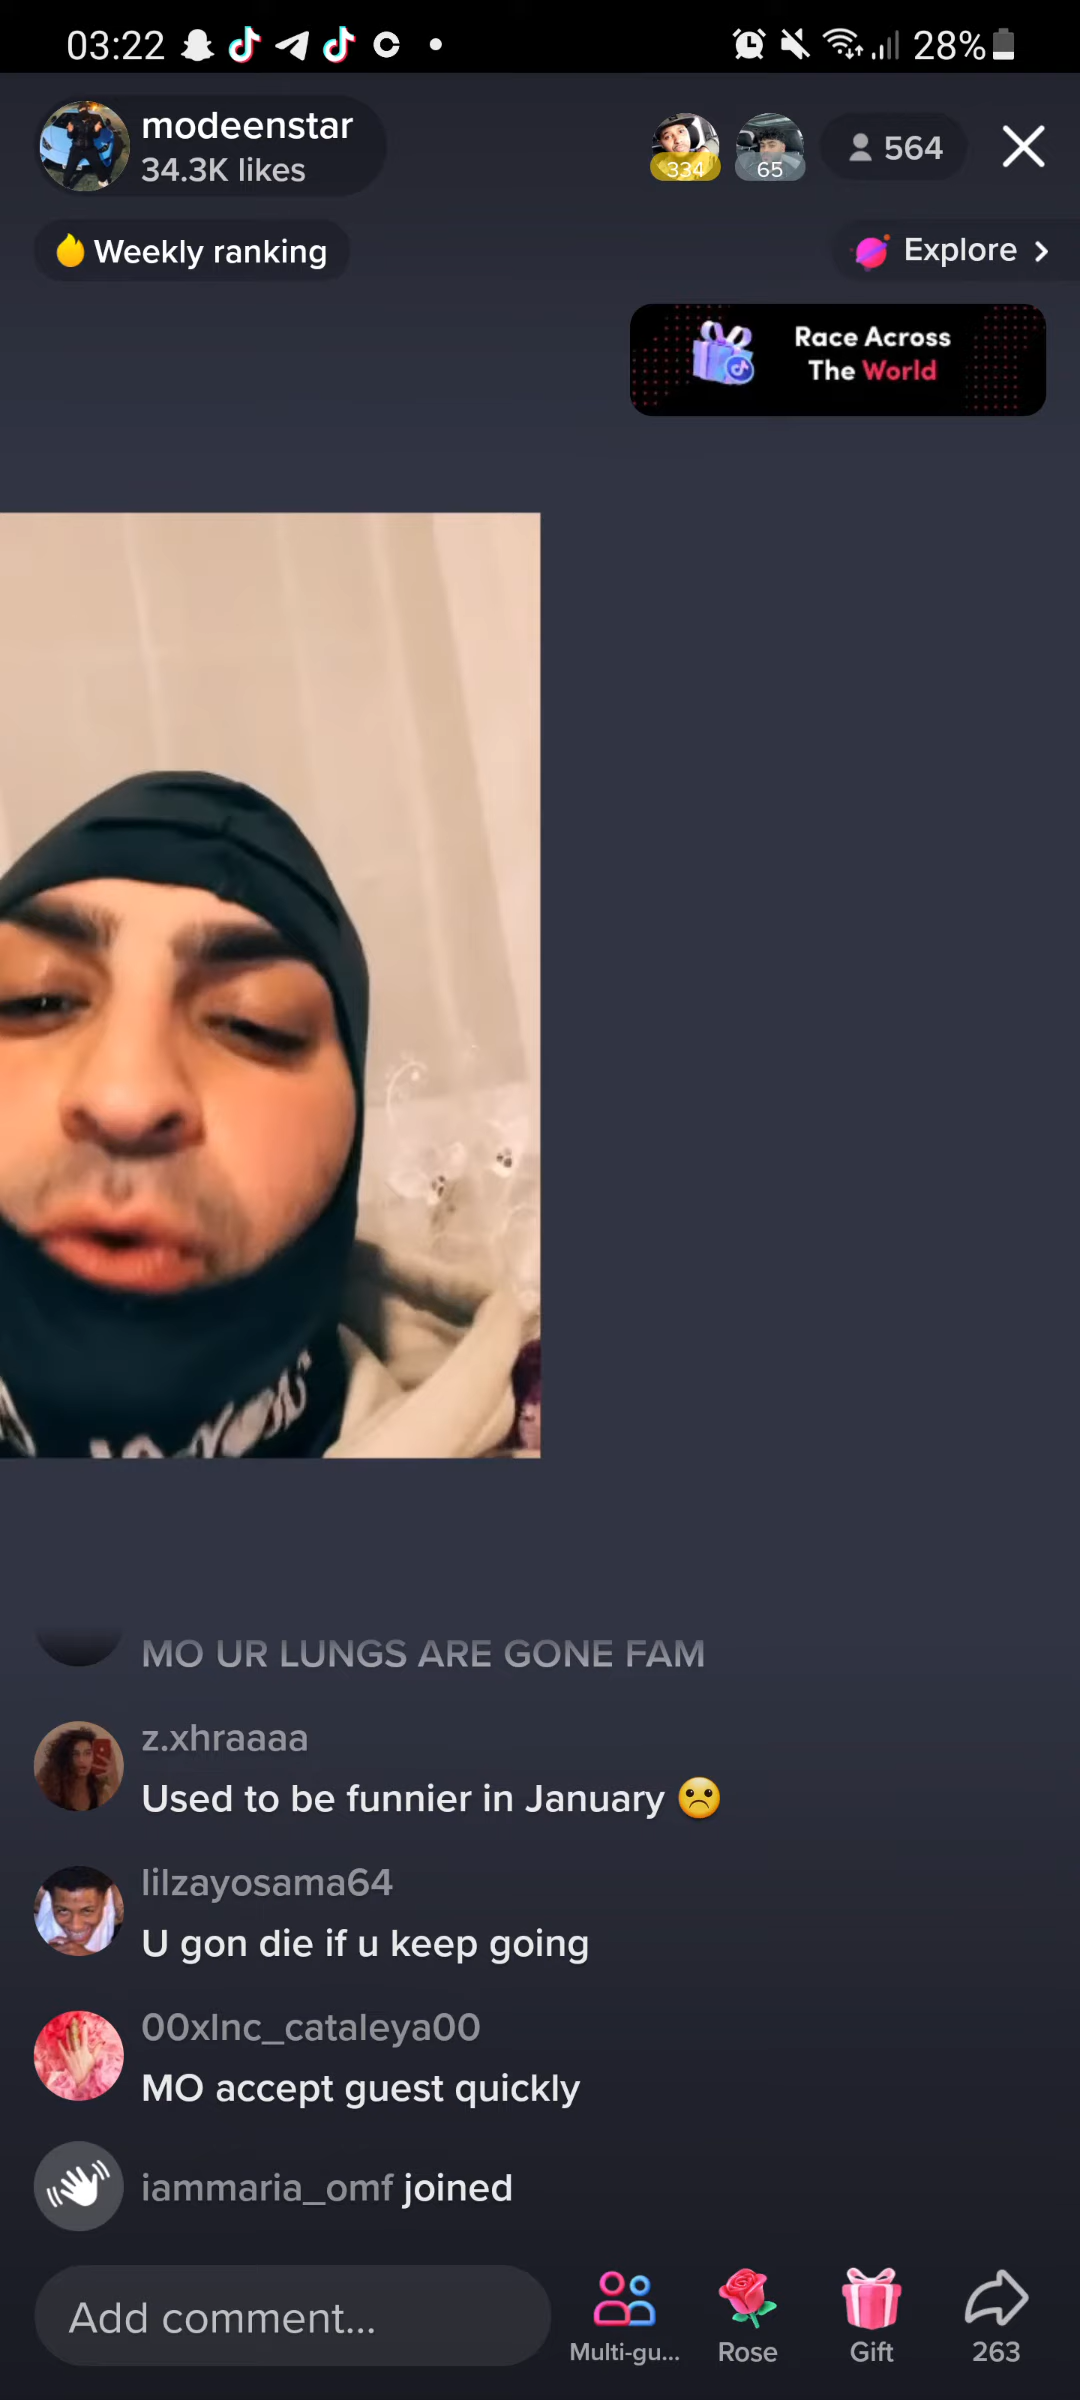 03:22
28%
modeenstar
34.3K likes
334
65
564
Weekly ranking
Explore
Race Across
The World
MO UR LUNGS ARE GONE FAM
z.xhraaaa
Used to be funnier in January
lilzayosama64
U gon die if u keep going
00xlnc_cataleya00
MO accept guest quickly
iammaria_omf joined
Add comment...
Multi-gu...
Rose
Gift
263